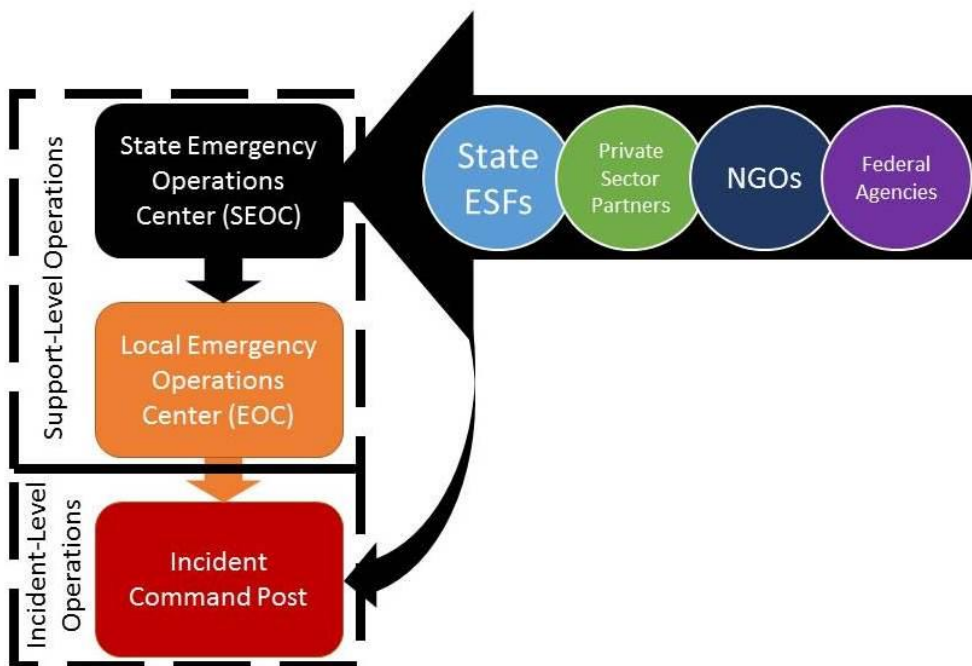 Support-Level Operations
State Emergency
Operations
Center (SEOC)
State
ESFs
Private
Sector
Partners
NGOs
Federal
Agencies
Local Emergency
Operations
Center (EOC)
Incident-Level
Operations
Incident
Command Post